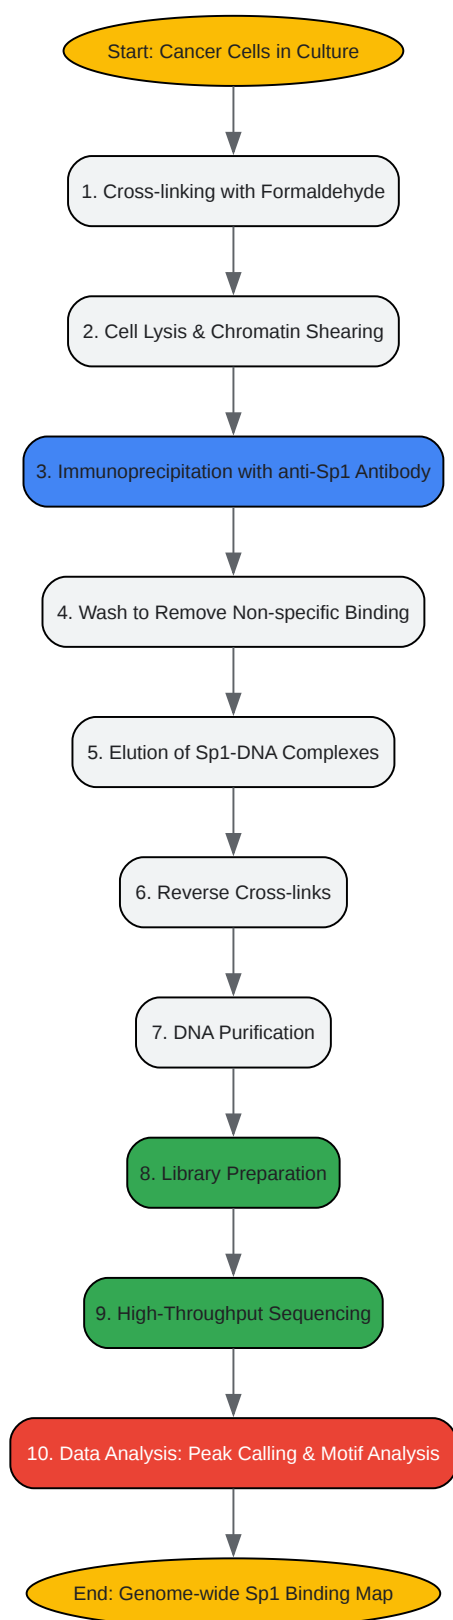 Start: Cancer Cells in Culture
1. Cross-linking with Formaldehyde
2. Cell Lysis & Chromatin Shearing
3. Immunoprecipitation with anti-Sp1 Antibody
4. Wash to Remove Non-specific Binding
5. Elution of Sp1-DNA Complexes
6. Reverse Cross-links
7. DNA Purification
8. Library Preparation
9. High-Throughput Sequencing
10. Data Analysis: Peak Calling & Motif Analysis
End: Genome-wide Sp1 Binding Map